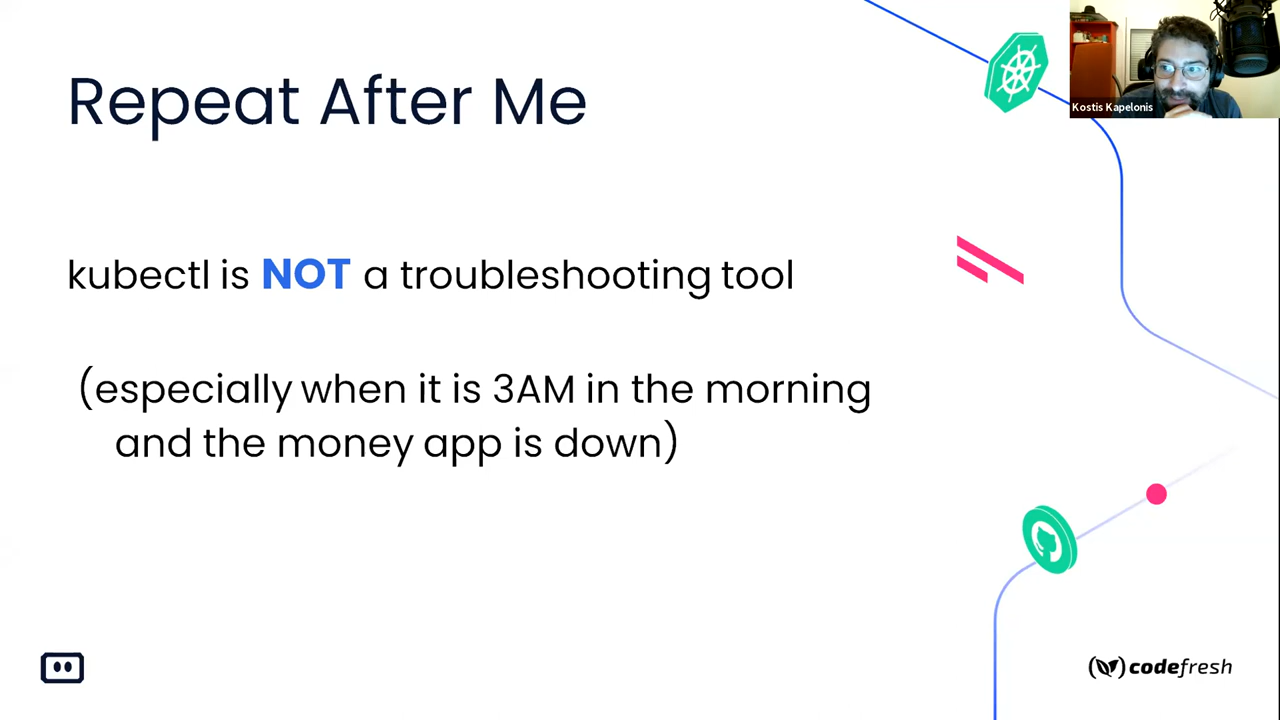 Repeat After Me
Kostis Kapelonis
kubectl is NOT a troubleshooting tool
(especially when it is 3AM in the morning
and the money app is down)
codefresh